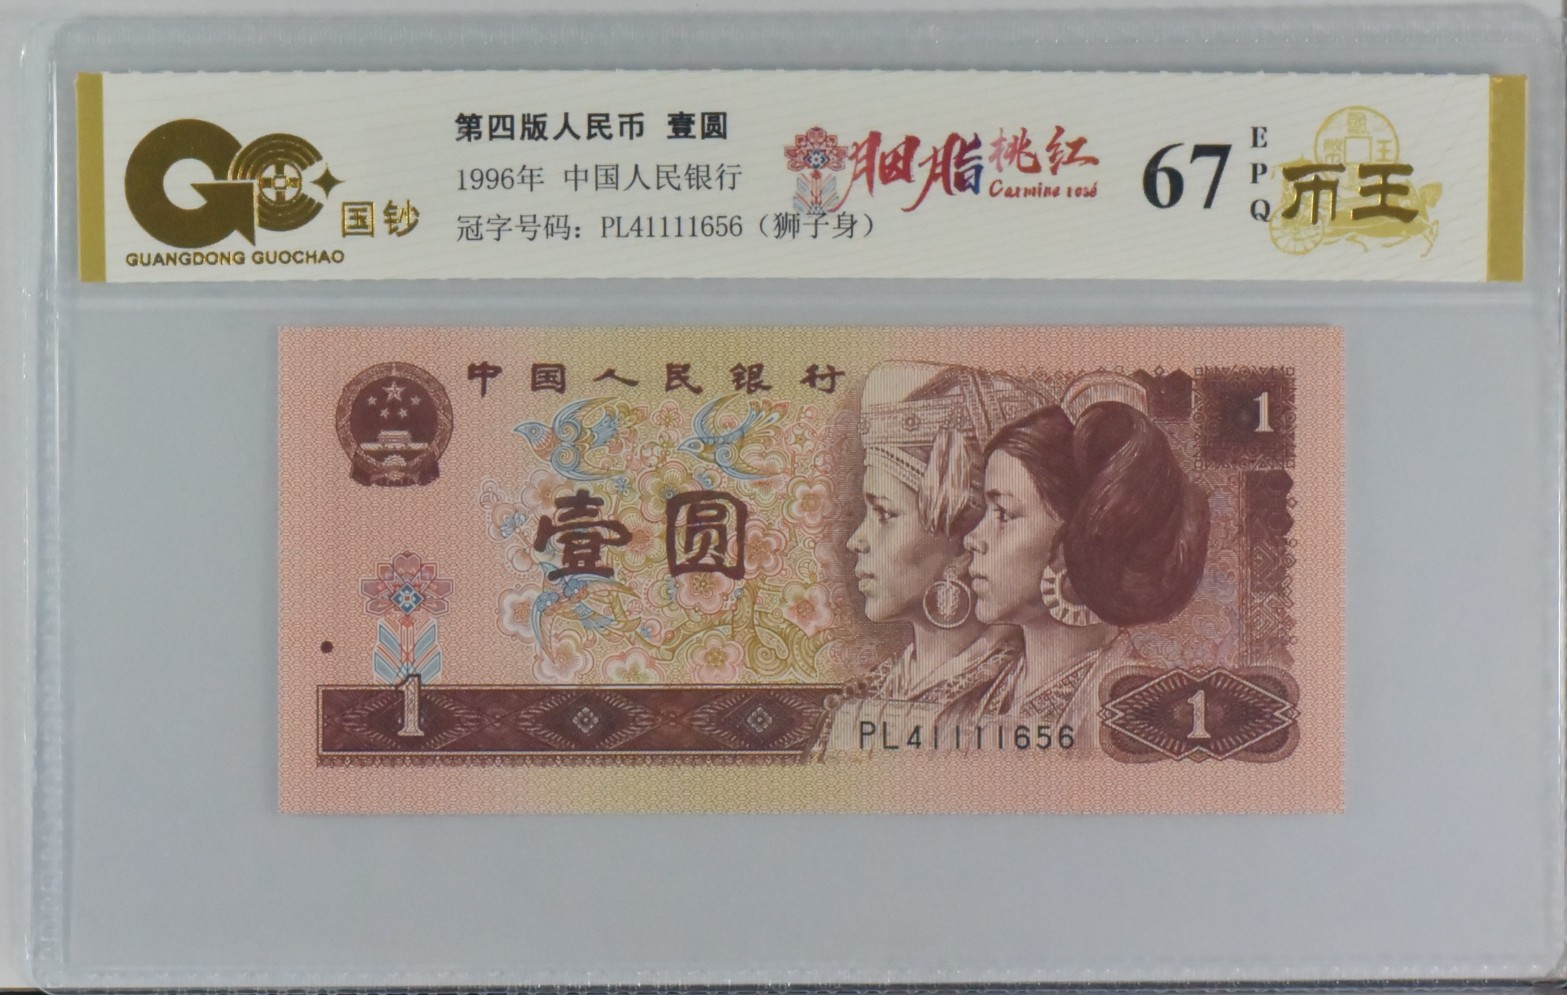 GC 国钞
GUANGDONG GUOCHAO
第四版人民币 壹圆
1996年 中国人民银行
冠字号码：PL41111656（狮子身）
胭脂桃红
Carmine rosé
67
E
P
Q
币王
中国人民银行
1
壹圆
1
PL41111656
1